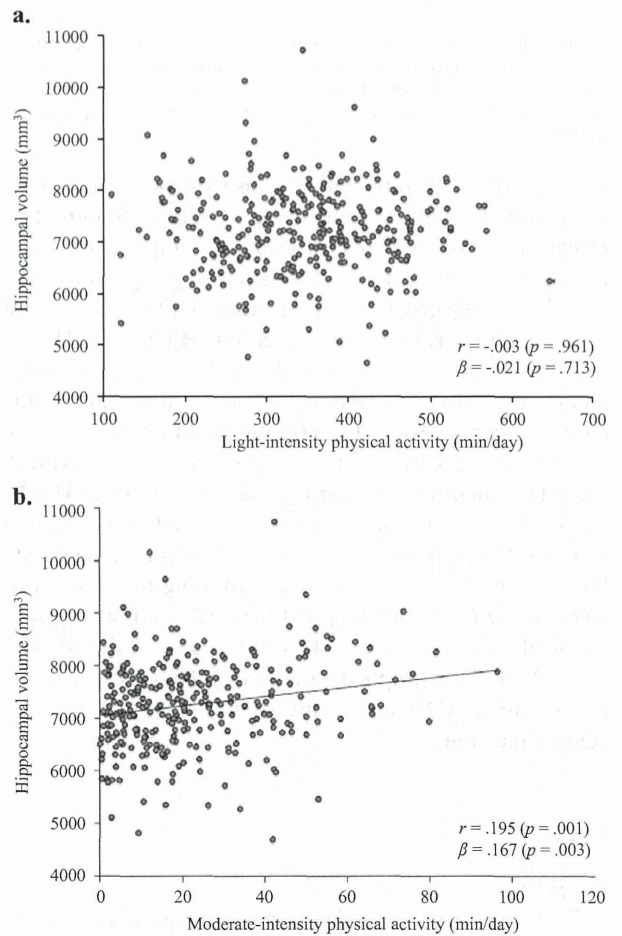 a.
11000
10000
9000
8000
7000
6000
5000
4000
Hippocampal volume (mm³)
r = -.003 (p = .961)
β = -.021 (p = .713)
100 200 300 400 500 600 700
Light-intensity physical activity (min/day)
b.
11000
10000
9000
8000
7000
6000
5000
4000
Hippocampal volume (mm³)
r = .195 (p = .001)
β = .167 (p = .003)
0 20 40 60 80 100 120
Moderate-intensity physical activity (min/day)